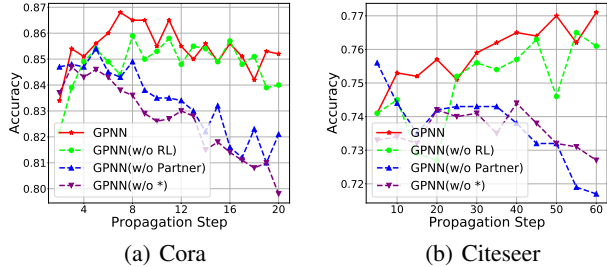 0.87
0.86
0.85
0.84
0.83
0.82
0.81
0.80
Accuracy
GPNN
GPNN(w/o RL)
GPNN(w/o Partner)
GPNN(w/o *)
4 8 12 16 20
Propagation Step
(a) Cora
0.77
0.76
0.75
0.74
0.73
0.72
Accuracy
GPNN
GPNN(w/o RL)
GPNN(w/o Partner)
GPNN(w/o *)
10 20 30 40 50 60
Propagation Step
(b) Citeseer